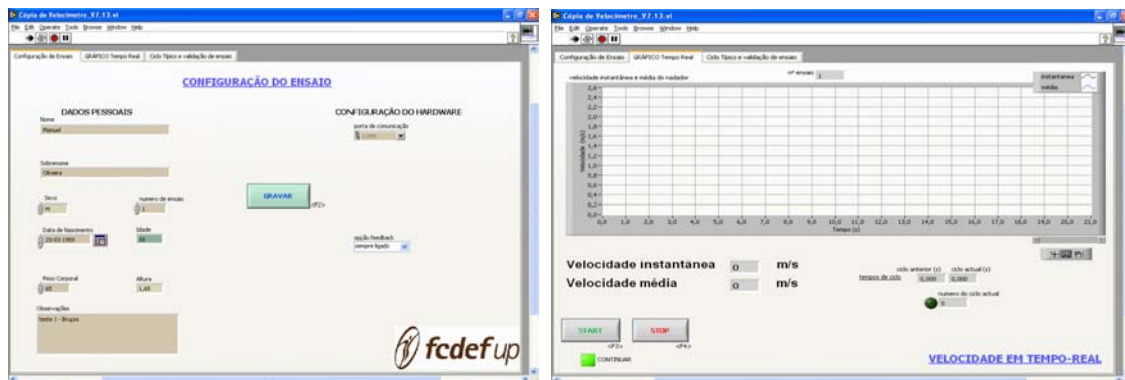 Cópia de Velocimetro_V7.13.vi
File Edit Operate Tools Browse Window Help
Configuração de Ensaio GRÁFICO Tempo Real Ciclo Típico e validação de ensaio
CONFIGURAÇÃO DO ENSAIO
DADOS PESSOAIS
Nome
Manuel
Sobrenome
Oliveira
Sexo
M
numero de ensaio
1
Data de Nascimento
Idade
Peso Corporal
65
Altura
1,65
Observações
teste 1 - Bruços
GRAVAR
<F2>
CONFIGURAÇÃO DO HARDWARE
porta de comunicação
opção feedback
sempre ligado
fcdef up
Cópia de Velocimetro_V7.13.vi
File Edit Operate Tools Browse Window Help
Configuração de Ensaio GRÁFICO Tempo Real Ciclo Típico e validação de ensaio
velocidade instantânea e média do nadador
nº ensaio 1
instantanea
média
Velocidade (m/s)
2,6
2,4
2,2
2,0
1,8
1,6
1,4
1,2
1,0
0,8
0,6
0,4
0,2
0,0
0,0 1,0 2,0 3,0 4,0 5,0 6,0 7,0 8,0 9,0 10,0 11,0 12,0 13,0 14,0 15,0 16,0 17,0 18,0 19,0 20,0 21,0
Tempo (s)
Velocidade instantânea 0 m/s
Velocidade média 0 m/s
ciclo anterior (s) ciclo actual (s)
tempos de ciclo 0,000 0,000
numero do ciclo actual
0
START
<F3>
STOP
<F4>
CONTINUAR
VELOCIDADE EM TEMPO-REAL